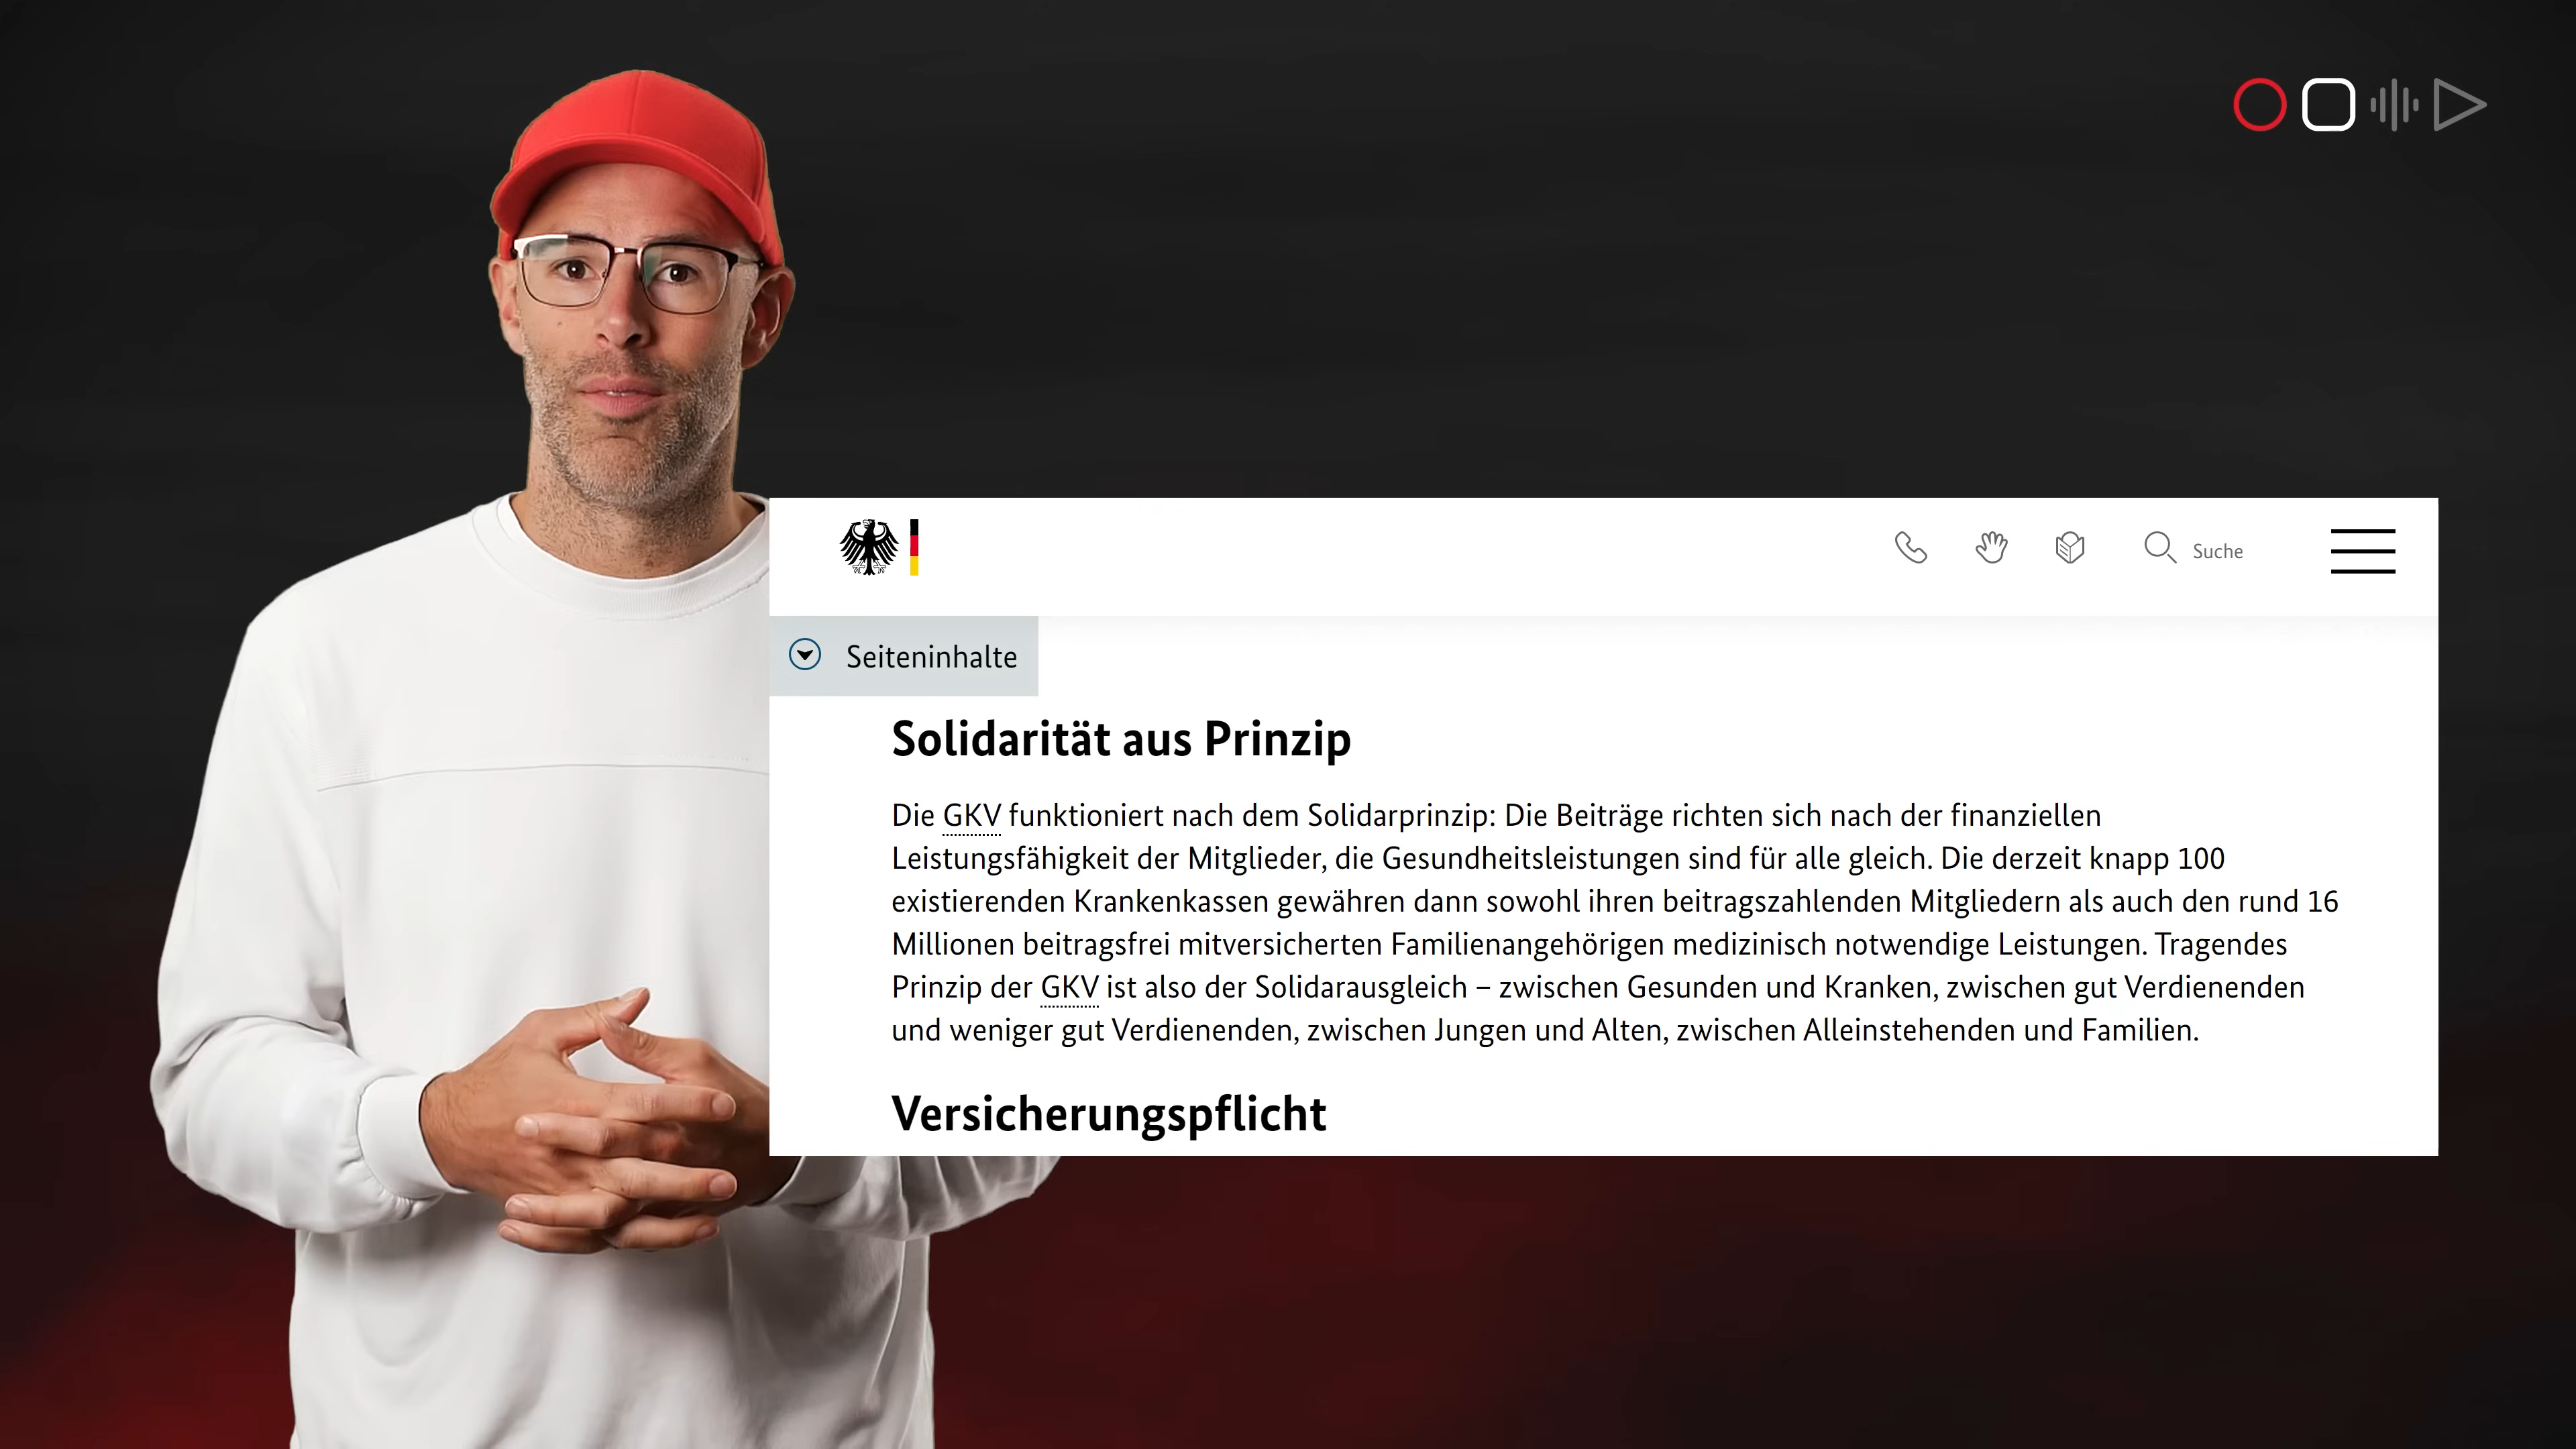 Suche
Seiteninhalte
Solidarität aus Prinzip
Die GKV funktioniert nach dem Solidarprinzip: Die Beiträge richten sich nach der finanziellen
Leistungsfähigkeit der Mitglieder, die Gesundheitsleistungen sind für alle gleich. Die derzeit knapp 100
existierenden Krankenkassen gewähren dann sowohl ihren beitragszahlenden Mitgliedern als auch den rund 16
Millionen beitragsfrei mitversicherten Familienangehörigen medizinisch notwendige Leistungen. Tragendes
Prinzip der GKV ist also der Solidarausgleich – zwischen Gesunden und Kranken, zwischen gut Verdienenden
und weniger gut Verdienenden, zwischen Jungen und Alten, zwischen Alleinstehenden und Familien.
Versicherungspflicht